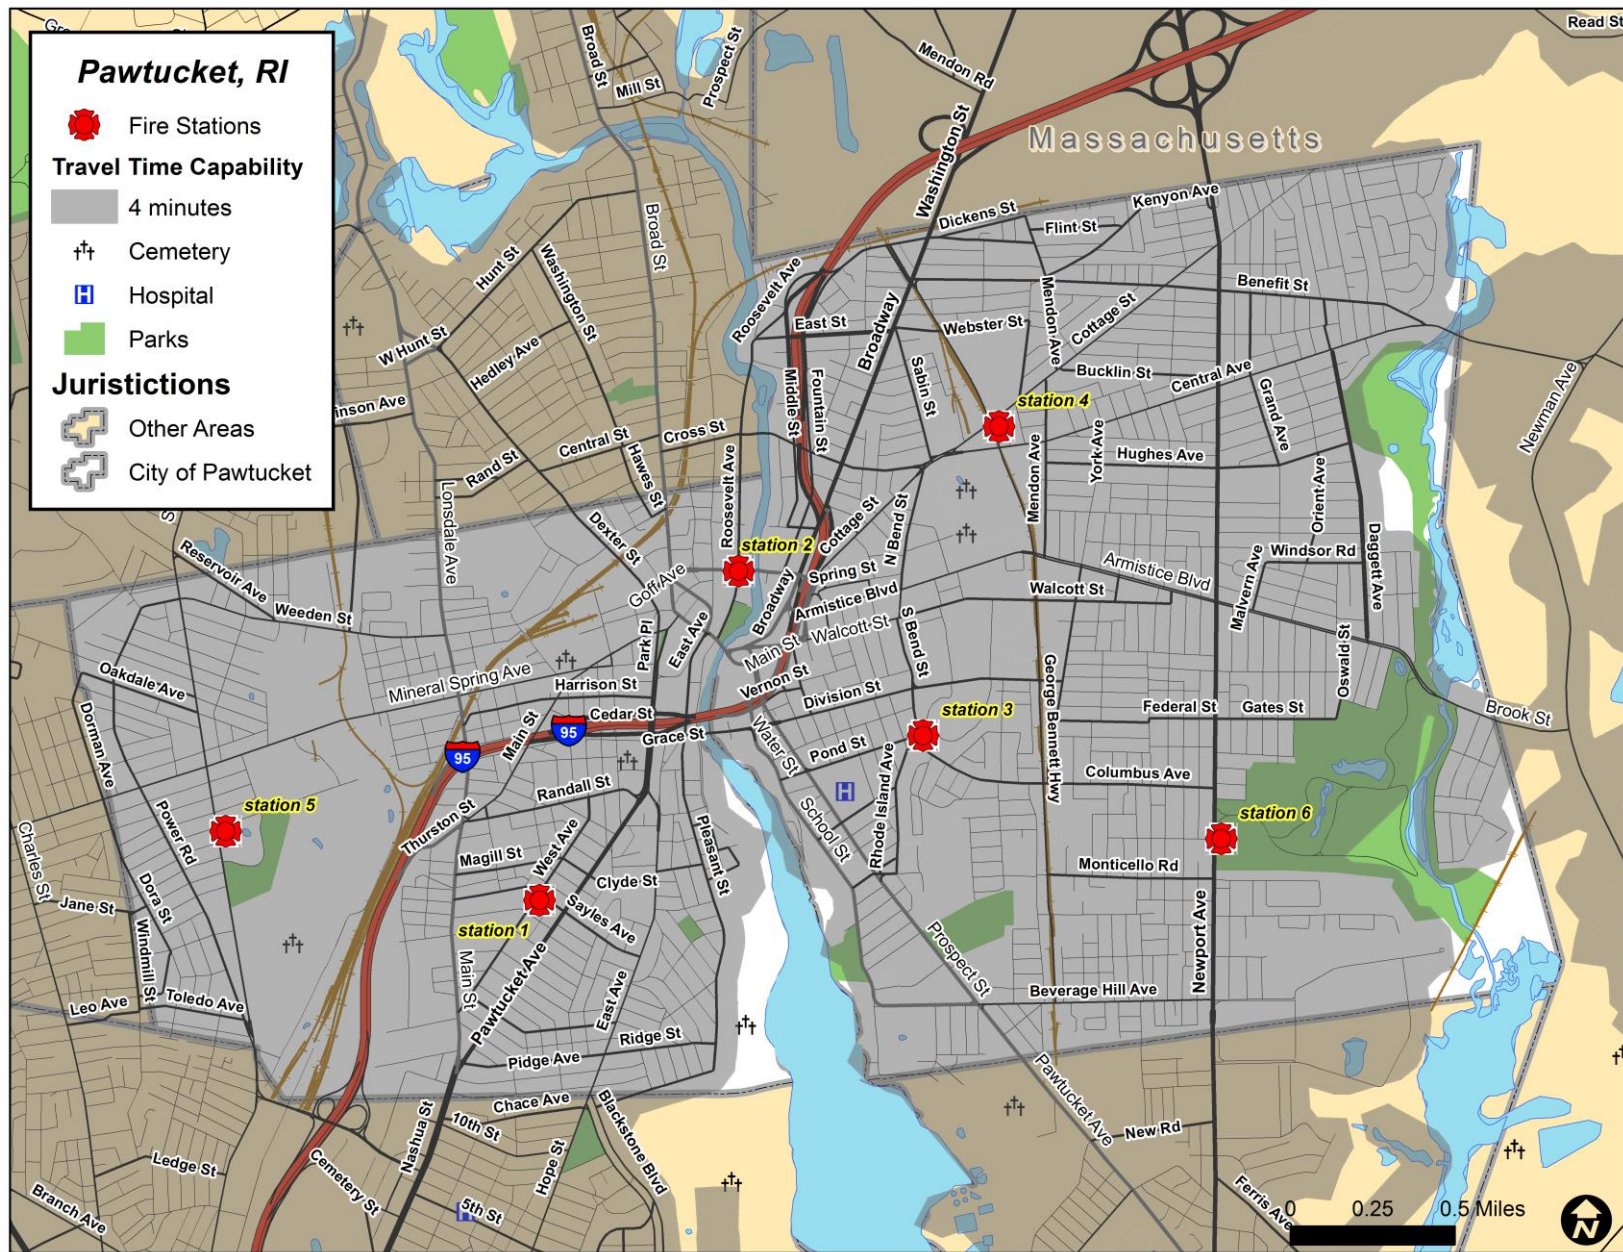 Pawtucket, RI
Fire Stations
Travel Time Capability
4 minutes
Cemetery
Hospital
Parks
Juristictions
Other Areas
City of Pawtucket
Read St
Broad St
Prospect St
Mill St
Mendon Rd
Washington St
Massachusetts
Kenyon Ave
Dickens St
Flint St
Broad St
Hunt St
Washington St
Roosevelt Ave
Benefit St
Mendon Ave
Cottage St
East St
Webster St
Broadway
W Hunt St
Hedley Ave
Sabin St
Bucklin St
Central Ave
Middle St
Fountain St
Grand Ave
Newman Ave
inson Ave
station 4
Central St
Cross St
Rand St
Hawes St
Roosevelt Ave
York Ave
Hughes Ave
Mendon Ave
Orient Ave
Lonsdale Ave
Dexter St
Cottage St
N Bend St
Daggett Ave
Reservoir Ave
station 2
Windsor Rd
Armistice Blvd
Goff Ave
Spring St
Walcott St
Malvern Ave
Weeden St
Armistice Blvd
Broadway
Walcott St
S Bend St
Park Pl
East Ave
Main St
Oswald St
Oakdale Ave
Mineral Spring Ave
Harrison St
Vernon St
Division St
George Bennett Hwy
Dorman Ave
Cedar St
station 3
Federal St
Gates St
Brook St
Main St
95
95
Grace St
Water St
Pond St
Columbus Ave
Randall St
H
Rhode Island Ave
station 5
station 6
Power Rd
Thurston St
Charles St
West Ave
Pleasant St
School St
Magill St
Monticello Rd
Clyde St
Dora St
Jane St
Sayles Ave
station 1
Newport Ave
Windmill St
Main St
Pawtucket Ave
Prospect St
East Ave
Leo Ave
Toledo Ave
Beverage Hill Ave
Ridge St
Pidge Ave
Pawtucket Ave
Chace Ave
Blackstone Blvd
10th St
New Rd
Nashua St
Ledge St
Cemetery St
Hope St
Branch Ave
5th St
H
Ferris Ave
0 0.25 0.5 Miles
N